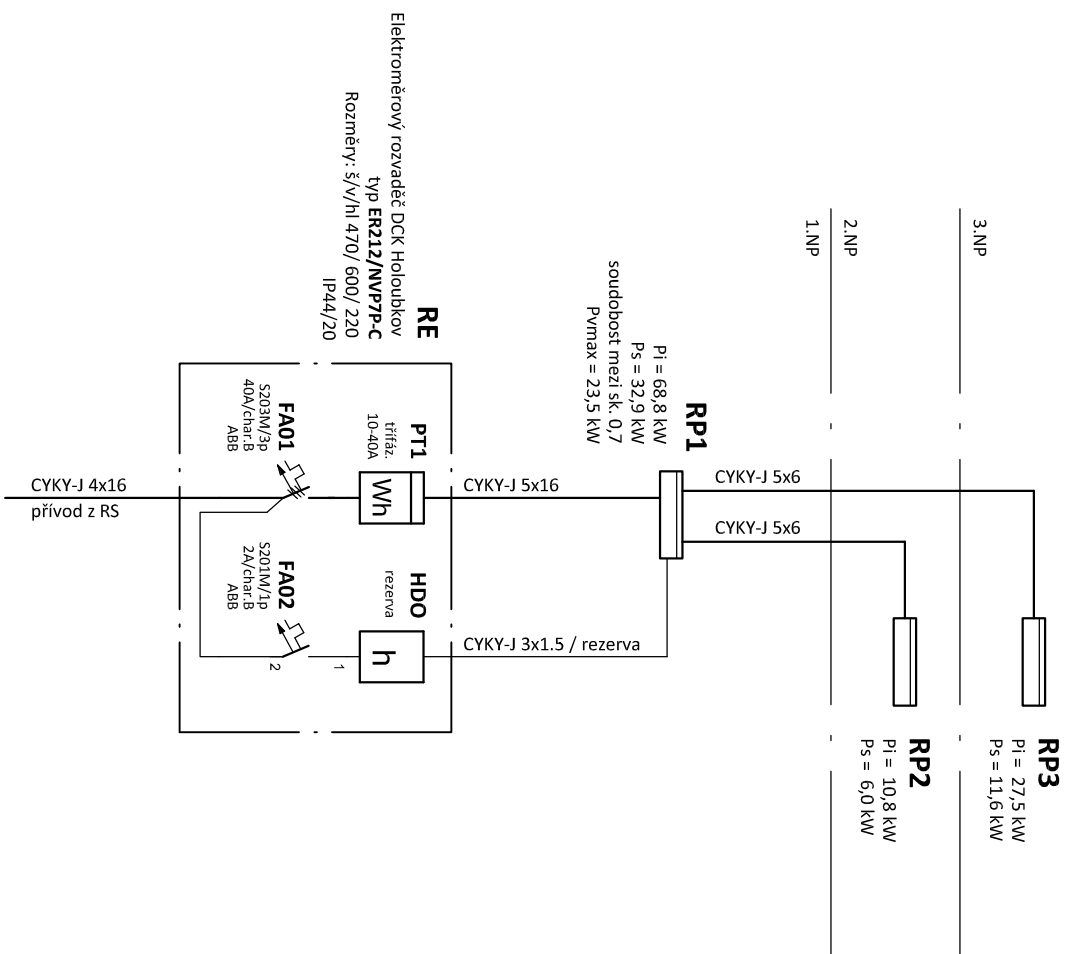 3.NP
2.NP
1.NP
RP3
Pi = 27,5 kW
Ps = 11,6 kW
RP2
Pi = 10,8 kW
Ps = 6,0 kW
CYKY-J 5x6
CYKY-J 5x6
RP1
Pi = 68,8 kW
Ps = 32,9 kW
soudobost mezi sk. 0,7
Pvmax = 23,5 kW
CYKY-J 5x16
CYKY-J 3x1.5 / rezerva
RE
Elektroměrový rozvaděč DCK Holoubkov
typ ER212/NVP7P-C
Rozměry: š/v/hl 470/ 600/ 220
IP44/20
PT1
třífáz.
10-40A
Wh
HDO
rezerva
h
FA01
S203M/3p
40A/char.B
ABB
FA02
S201M/1p
2A/char.B
ABB
1
2
CYKY-J 4x16
přívod z RS